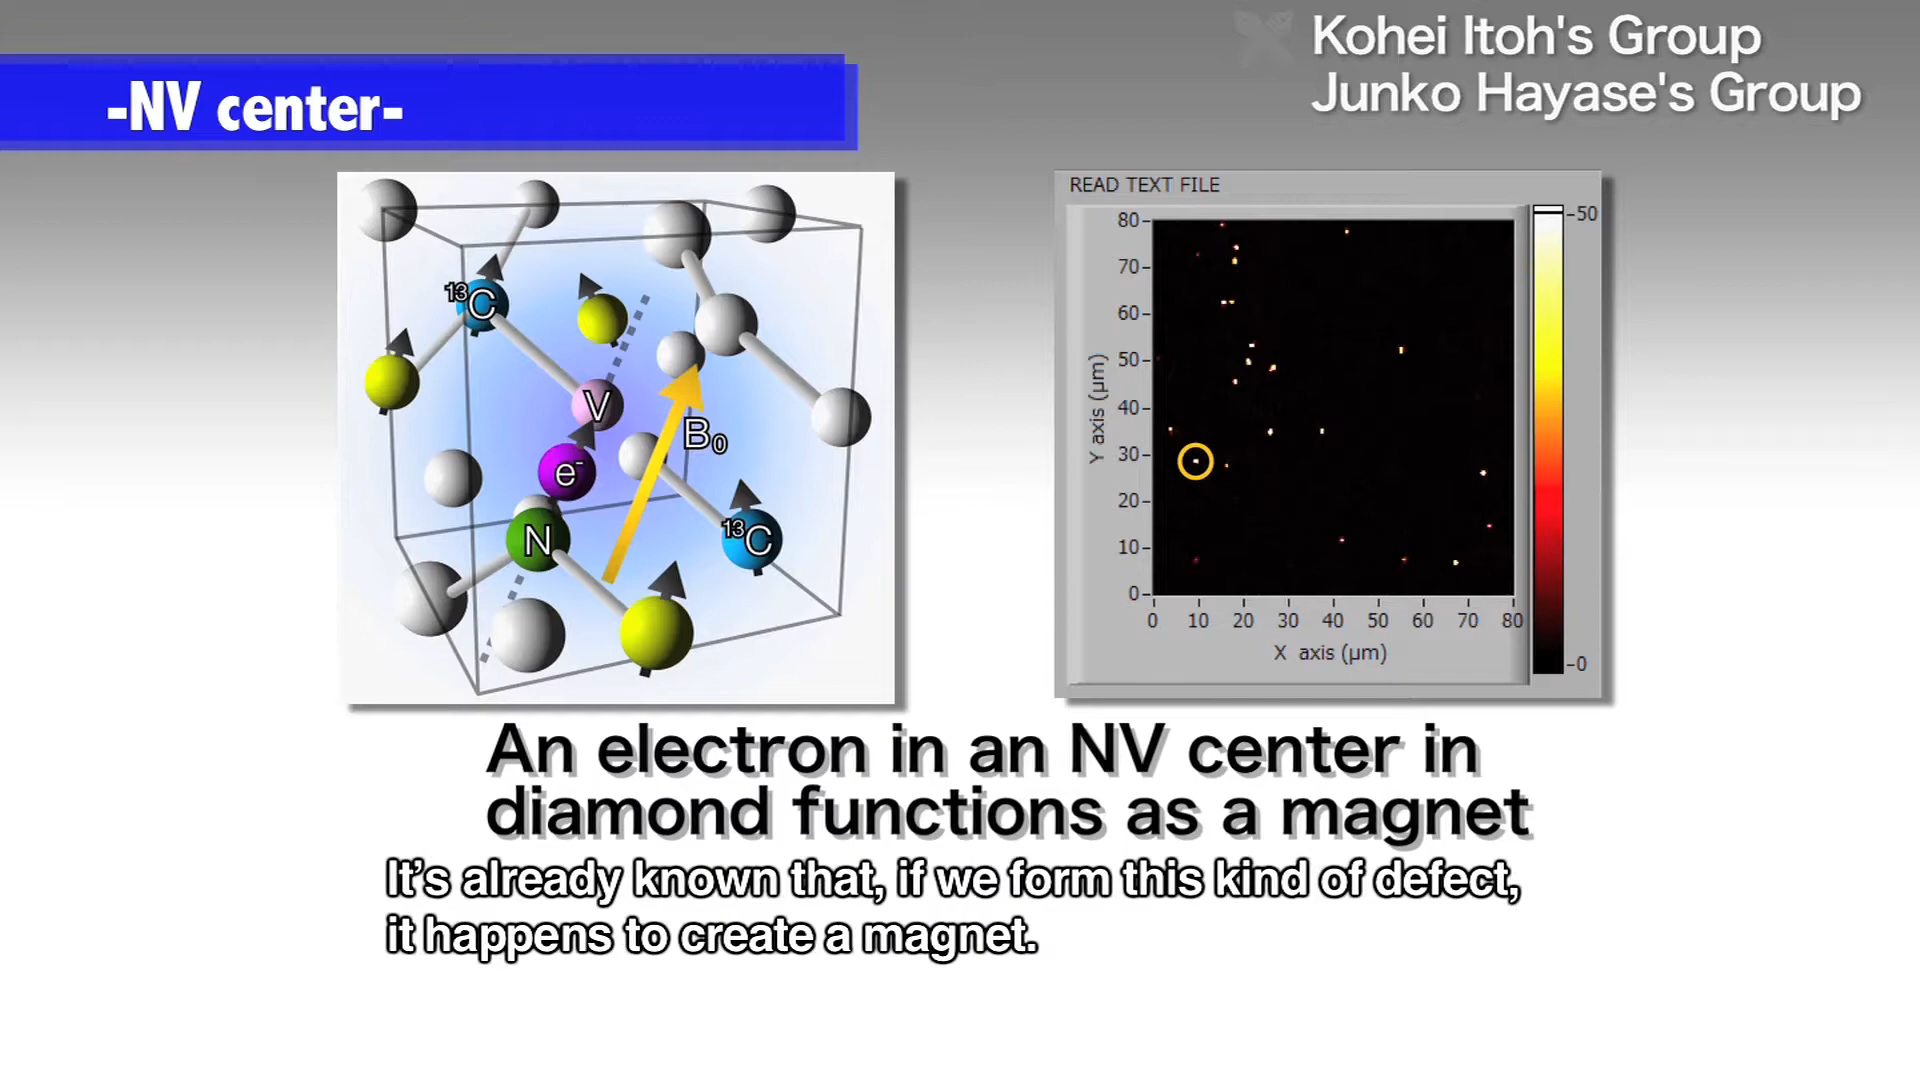 Kohei Itoh's Group
Junko Hayase's Group
-NV center-
13C
V
B0
e-
N
13C
READ TEXT FILE
80
70
60
50
40
30
20
10
0
Y axis (µm)
0 10 20 30 40 50 60 70 80
X axis (µm)
50
0
An electron in an NV center in
diamond functions as a magnet
It's already known that, if we form this kind of defect,
it happens to create a magnet.